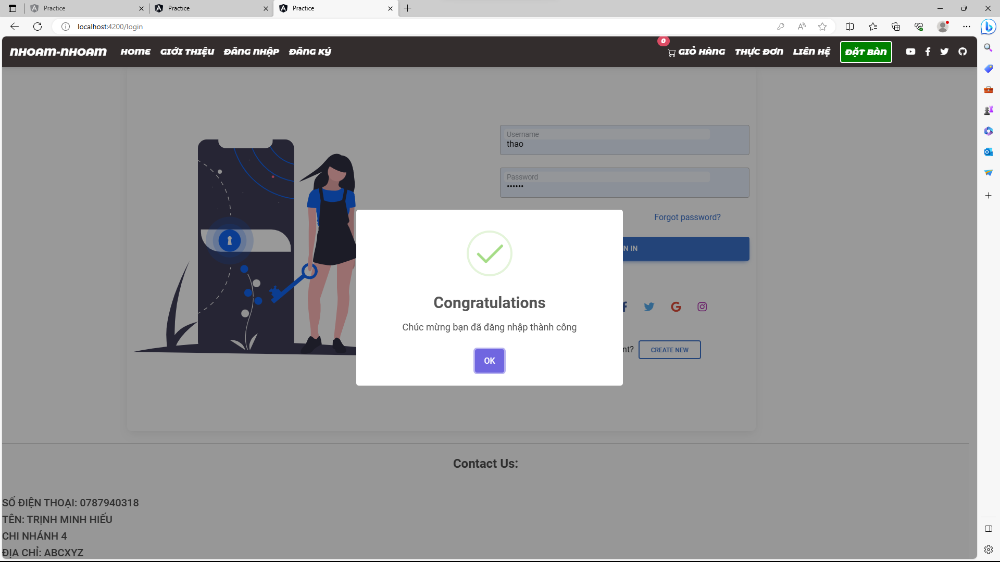 Practice
Practice
Practice
localhost:4200/login
NHOAM-NHOAM HOME GIỚI THIỆU ĐĂNG NHẬP ĐĂNG KÝ
0
GIỎ HÀNG THỰC ĐƠN LIÊN HỆ ĐẶT BÀN
Username
thao
Password
••••••
Forgot password?
N IN
Congratulations
Chúc mừng bạn đã đăng nhập thành công
OK
nt? CREATE NEW
Contact Us:
SỐ ĐIỆN THOẠI: 0787940318
TÊN: TRỊNH MINH HIẾU
CHI NHÁNH 4
ĐỊA CHỈ: ABCXYZ